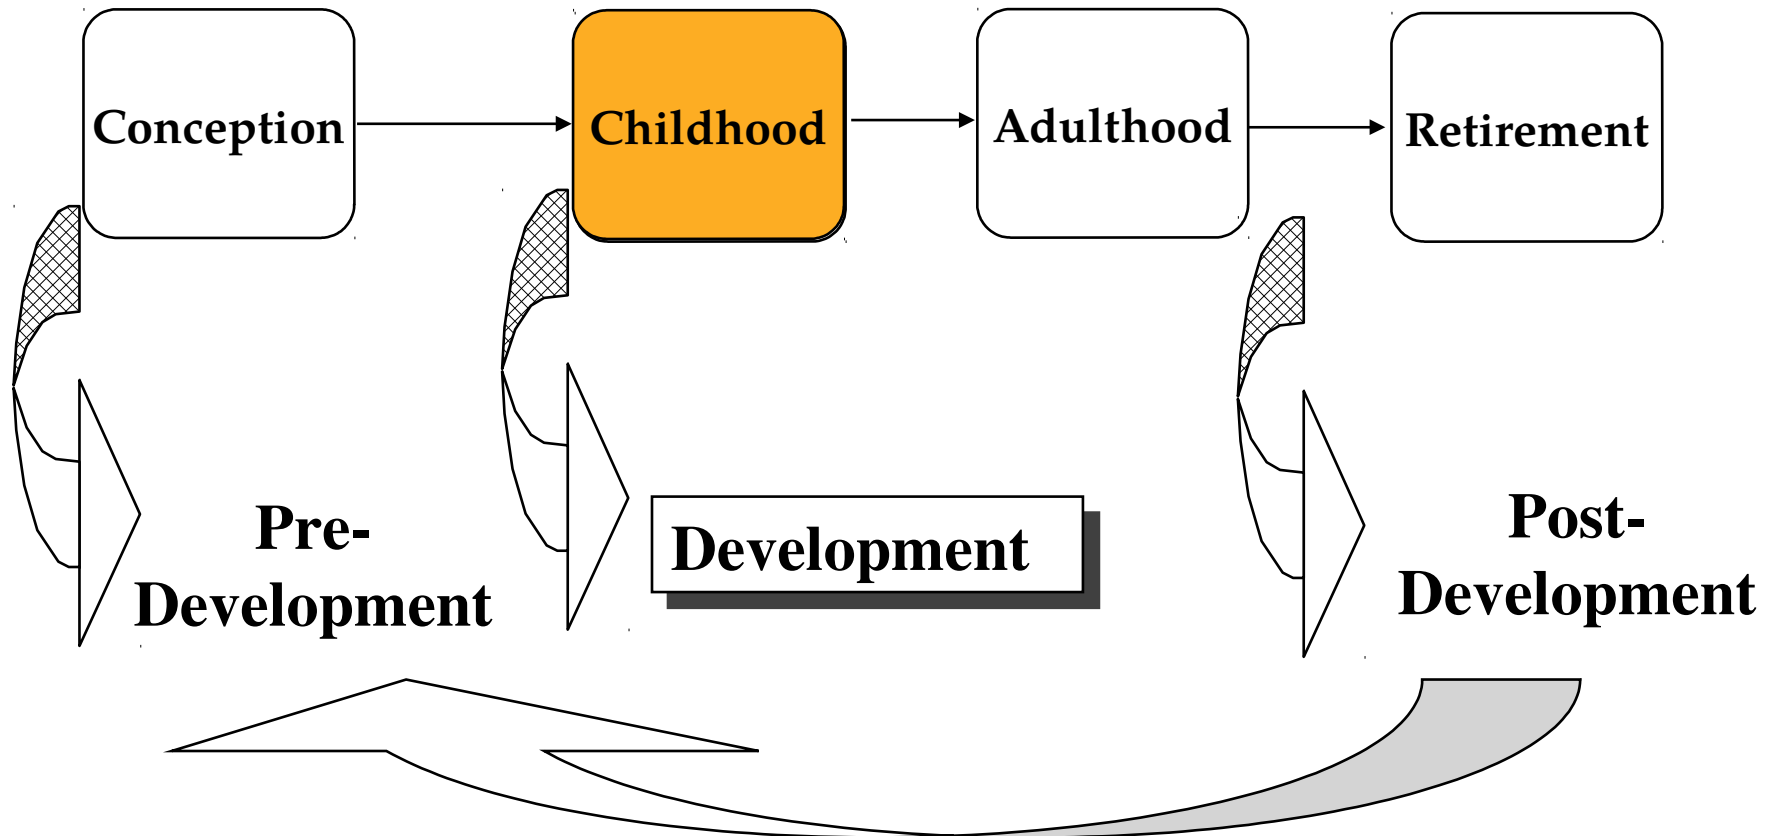 Conception
Childhood
Adulthood
Retirement
Pre-
Development
Development
Post-
Development